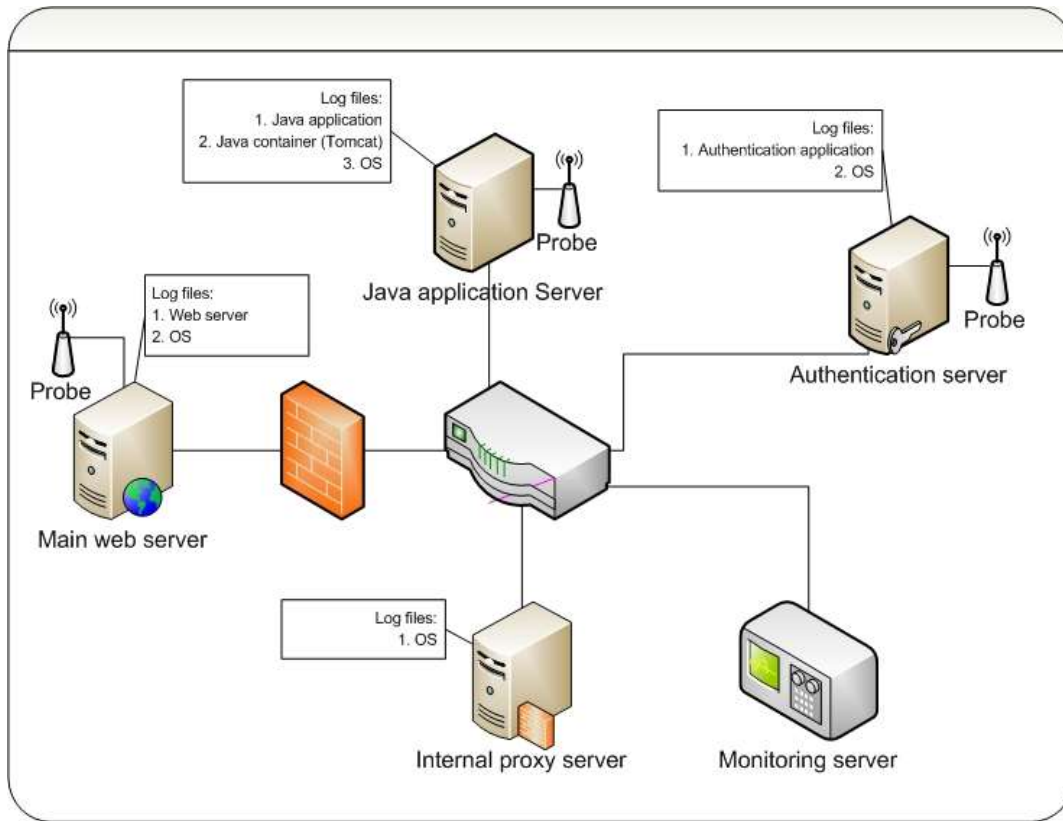 Log files:
1. Java application
2. Java container (Tomcat)
3. OS
Probe
Java application Server
Log files:
1. Authentication application
2. OS
Probe
Authentication server
Log files:
1. Web server
2. OS
Probe
Main web server
Log files:
1. OS
Internal proxy server
Monitoring server